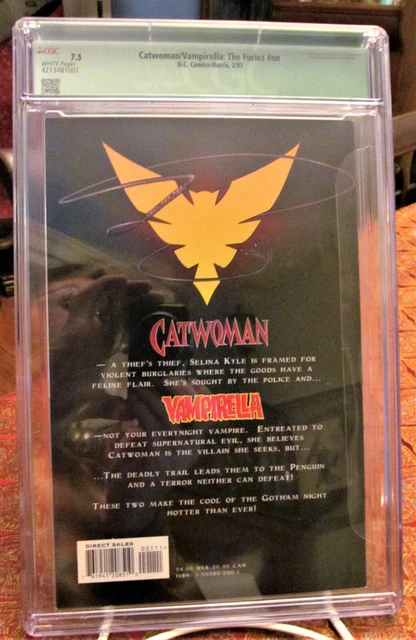 CGC
7.5
Catwoman/Vampirella: The Furies #nn
WHITE Pages
D.C. Comics-Harris, 2/97
4213481001
CATWOMAN
— A THIEF'S THIEF, SELINA KYLE IS FRAMED FOR
VIOLENT BURGLARIES WHERE THE GOODS HAVE A
FELINE FLAIR. SHE'S SOUGHT BY THE POLICE AND...
VAMPIRELLA
—NOT YOUR EVERYNIGHT VAMPIRE. ENTREATED TO
DEFEAT SUPERNATURAL EVIL, SHE BELIEVES
CATWOMAN IS THE VILLAIN SHE SEEKS, BUT...
...THE DEADLY TRAIL LEADS THEM TO THE PENGUIN
AND A TERROR NEITHER CAN DEFEAT!
THESE TWO MAKE THE COOL OF THE GOTHAM NIGHT
HOTTER THAN EVER!
DIRECT SALES
00111